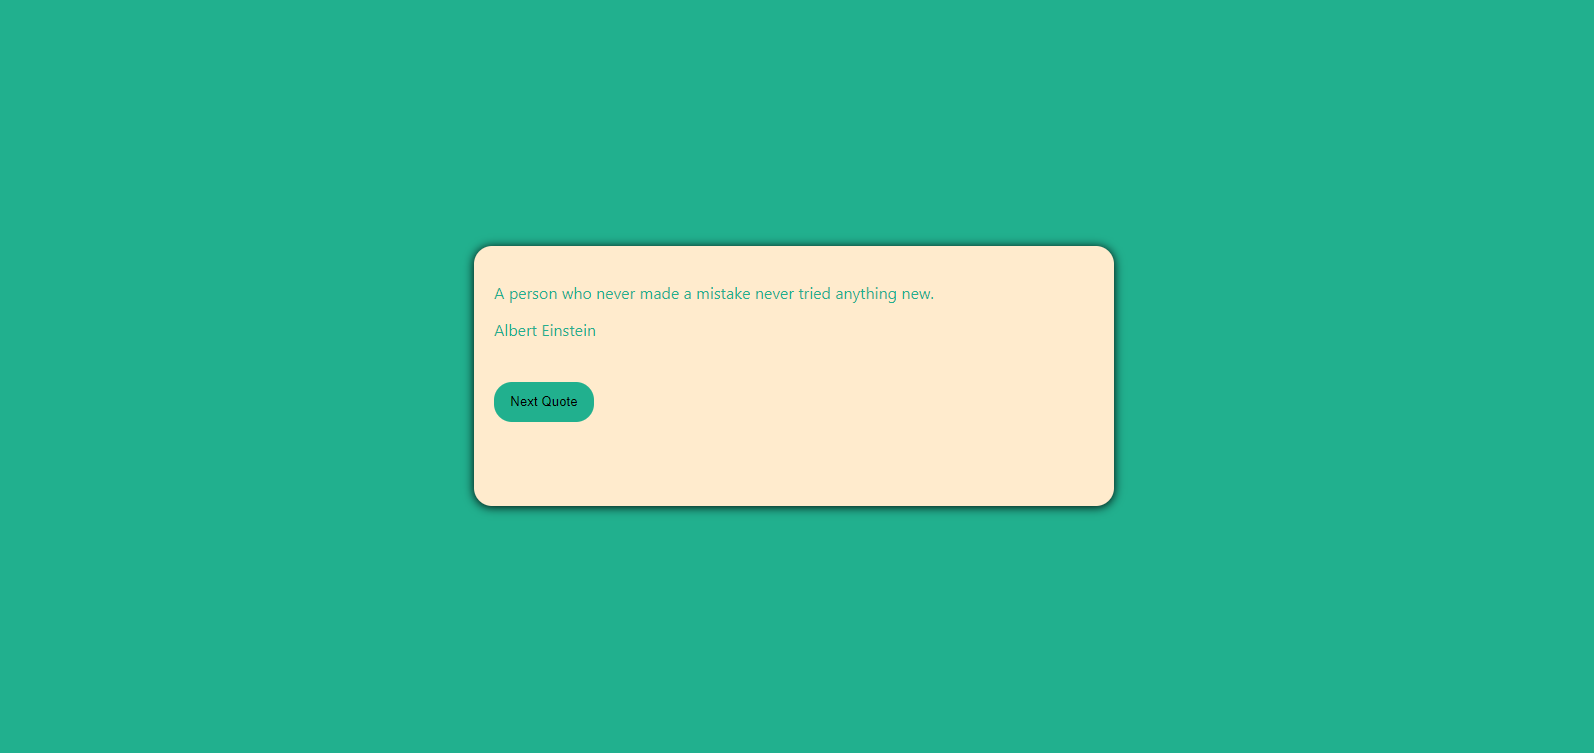 A person who never made a mistake never tried anything new.
Albert Einstein
Next Quote